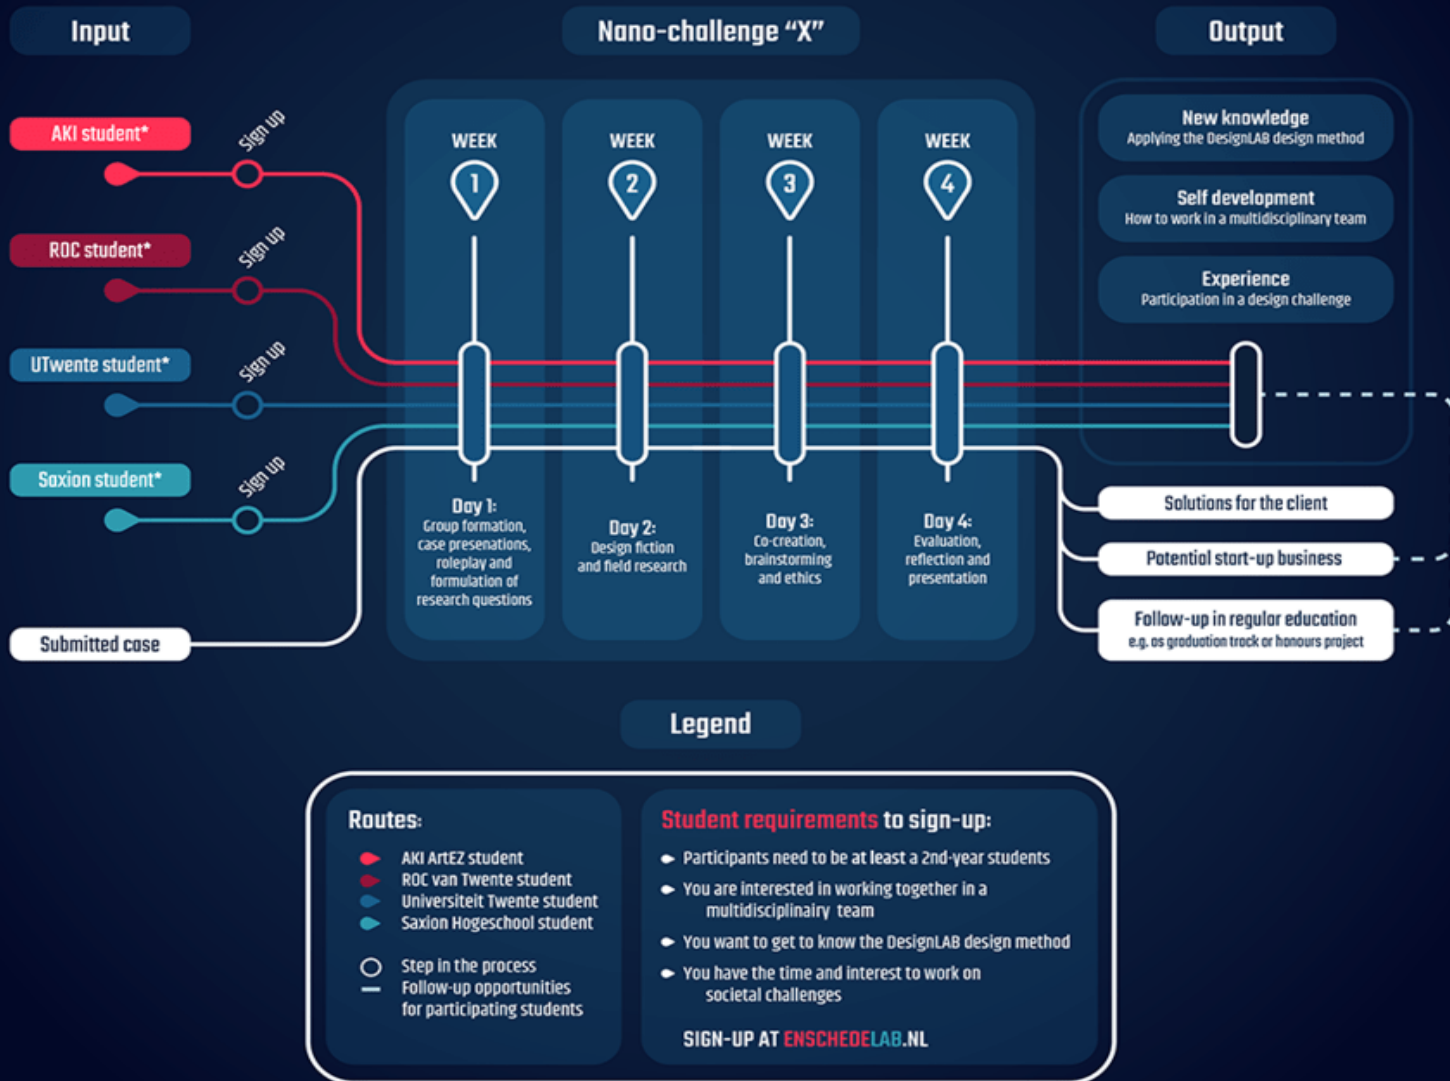 Input
Nano-challenge “X”
Output
AKI student*
Sign up
ROC student*
Sign up
UTwente student*
Sign up
Saxion student*
Sign up
Submitted case
WEEK
1
WEEK
2
WEEK
3
WEEK
4
Day 1:
Group formation,
case presenations,
roleplay and
formulation of
research questions
Day 2:
Design fiction
and field research
Day 3:
Co-creation,
brainstorming
and ethics
Day 4:
Evaluation,
reflection and
presentation
New knowledge
Applying the DesignLAB design method
Self development
How to work in a multidisciplinary team
Experience
Participation in a design challenge
Solutions for the client
Potential start-up business
Follow-up in regular education
e.g. as graduation track or honours project
Legend
Routes:
AKI ArtEZ student
ROC van Twente student
Universiteit Twente student
Saxion Hogeschool student
Step in the process
Follow-up opportunities
for participating students
Student requirements to sign-up:
Participants need to be at least a 2nd-year students
You are interested in working together in a
multidisciplinairy team
You want to get to know the DesignLAB design method
You have the time and interest to work on
societal challenges
SIGN-UP AT ENSCHEDELAB.NL